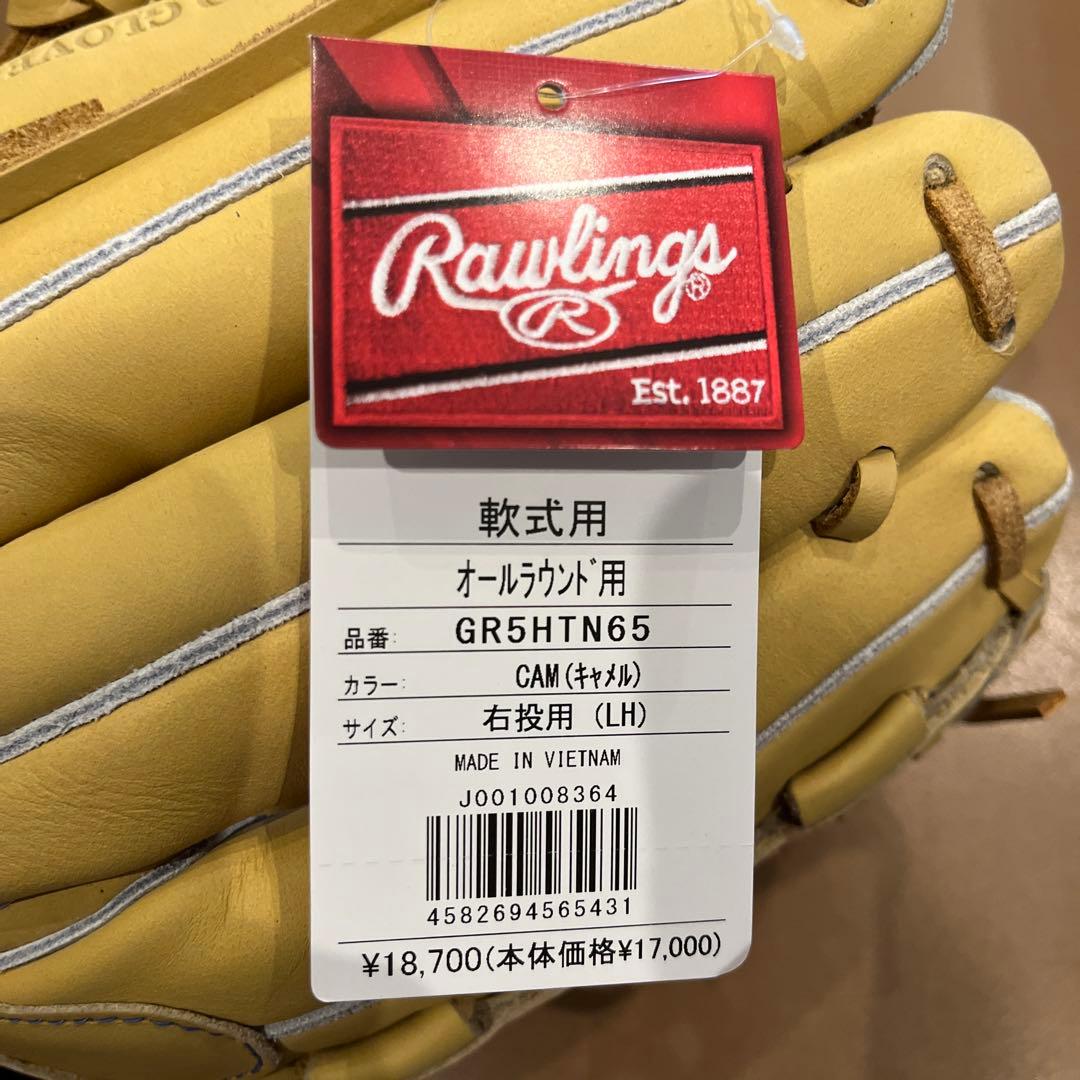 D GLOVE
Rawlings®
R
Est. 1887
軟式用
オールラウンド用
品番: GR5HTN65
カラー: CAM(キャメル)
サイズ: 右投用 (LH)
MADE IN VIETNAM
J001008364
4582694565431
¥18,700(本体価格¥17,000)